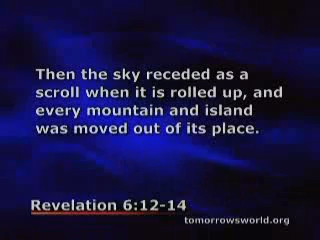 Then the sky receded as a
scroll when it is rolled up, and
every mountain and island
was moved out of its place.
Revelation 6:12-14
tomorrowsworld.org